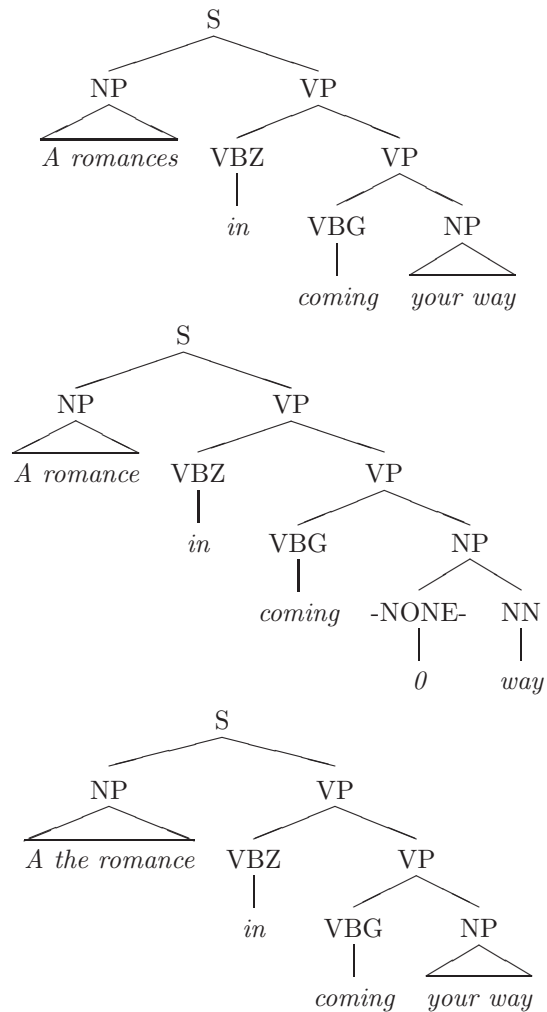 S
NP VP
A romances VBZ VP
in VBG NP
coming your way
S
NP VP
A romance VBZ VP
in VBG NP
coming -NONE- NN
0 way
S
NP VP
A the romance VBZ VP
in VBG NP
coming your way